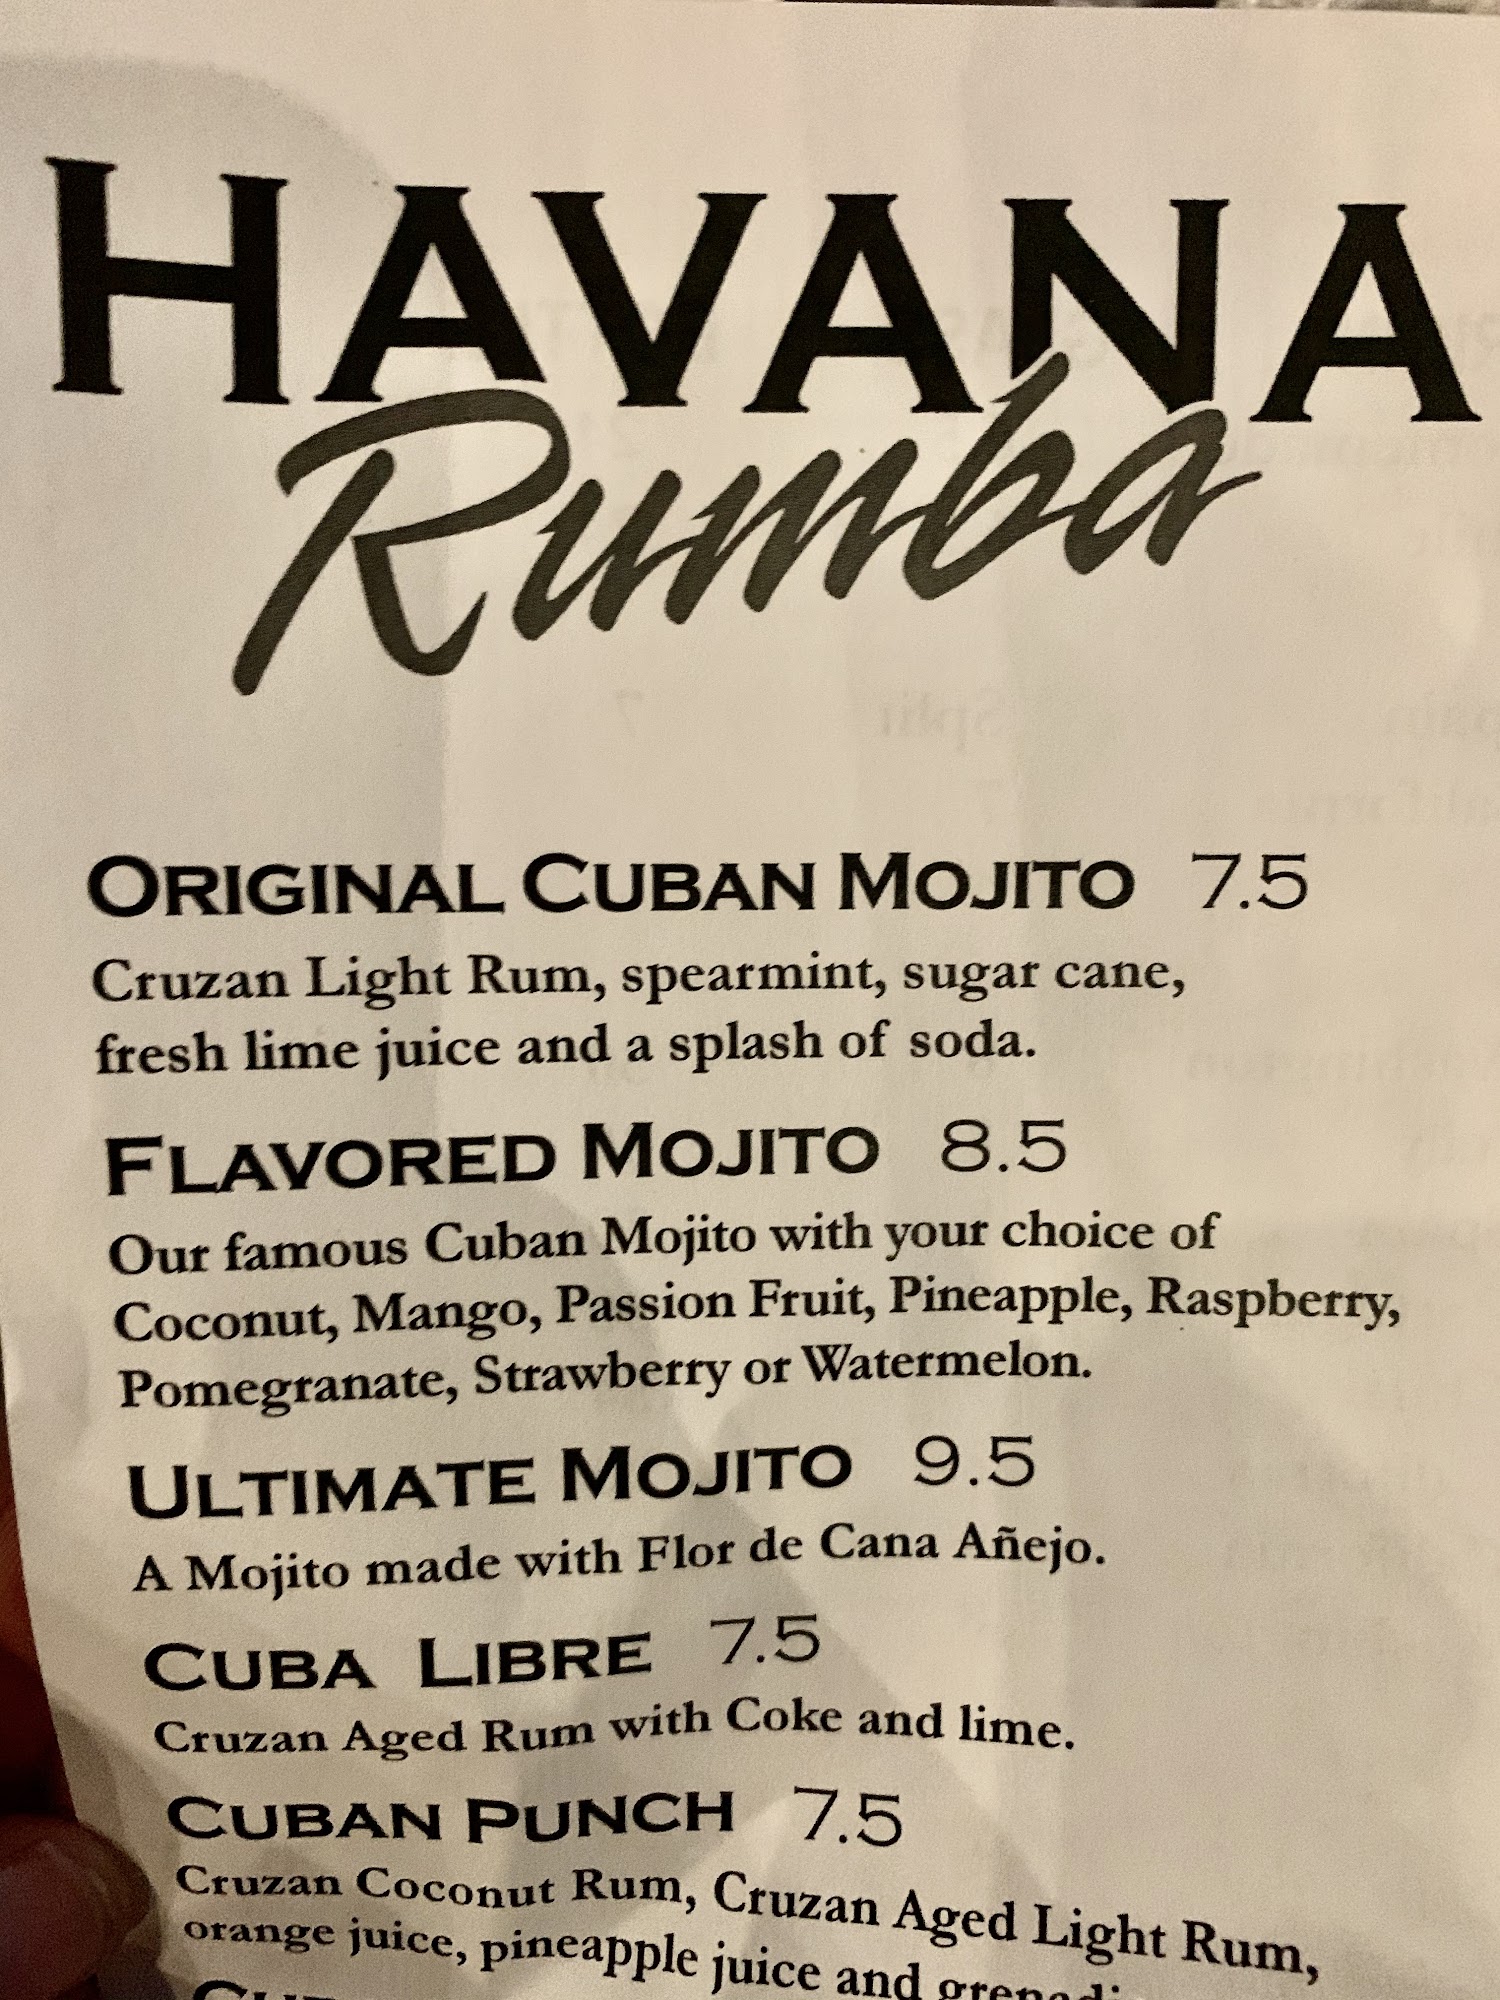 HAVANA
Rumba
ORIGINAL CUBAN MOJITO 7.5
Cruzan Light Rum, spearmint, sugar cane,
fresh lime juice and a splash of soda.
FLAVORED MOJITO 8.5
Our famous Cuban Mojito with your choice of
Coconut, Mango, Passion Fruit, Pineapple, Raspberry,
Pomegranate, Strawberry or Watermelon.
ULTIMATE MOJITO 9.5
A Mojito made with Flor de Cana Añejo.
CUBA LIBRE 7.5
Cruzan Aged Rum with Coke and lime.
CUBAN PUNCH 7.5
Cruzan Coconut Rum, Cruzan Aged Light Rum,
orange juice, pineapple juice and